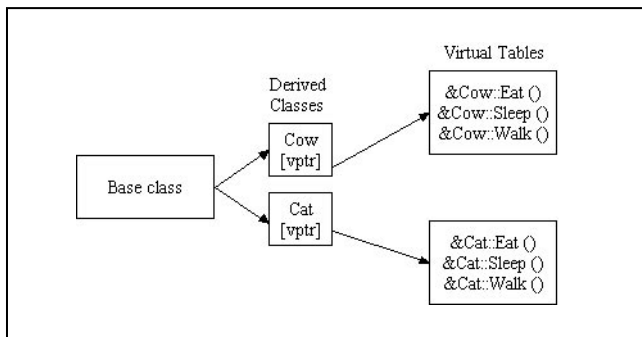 Virtual Tables
Derived
Classes
&Cow::Eat ()
&Cow::Sleep ()
&Cow::Walk ()
Cow
[vptr]
Base class
Cat
[vptr]
&Cat::Eat ()
&Cat::Sleep ()
&Cat::Walk ()